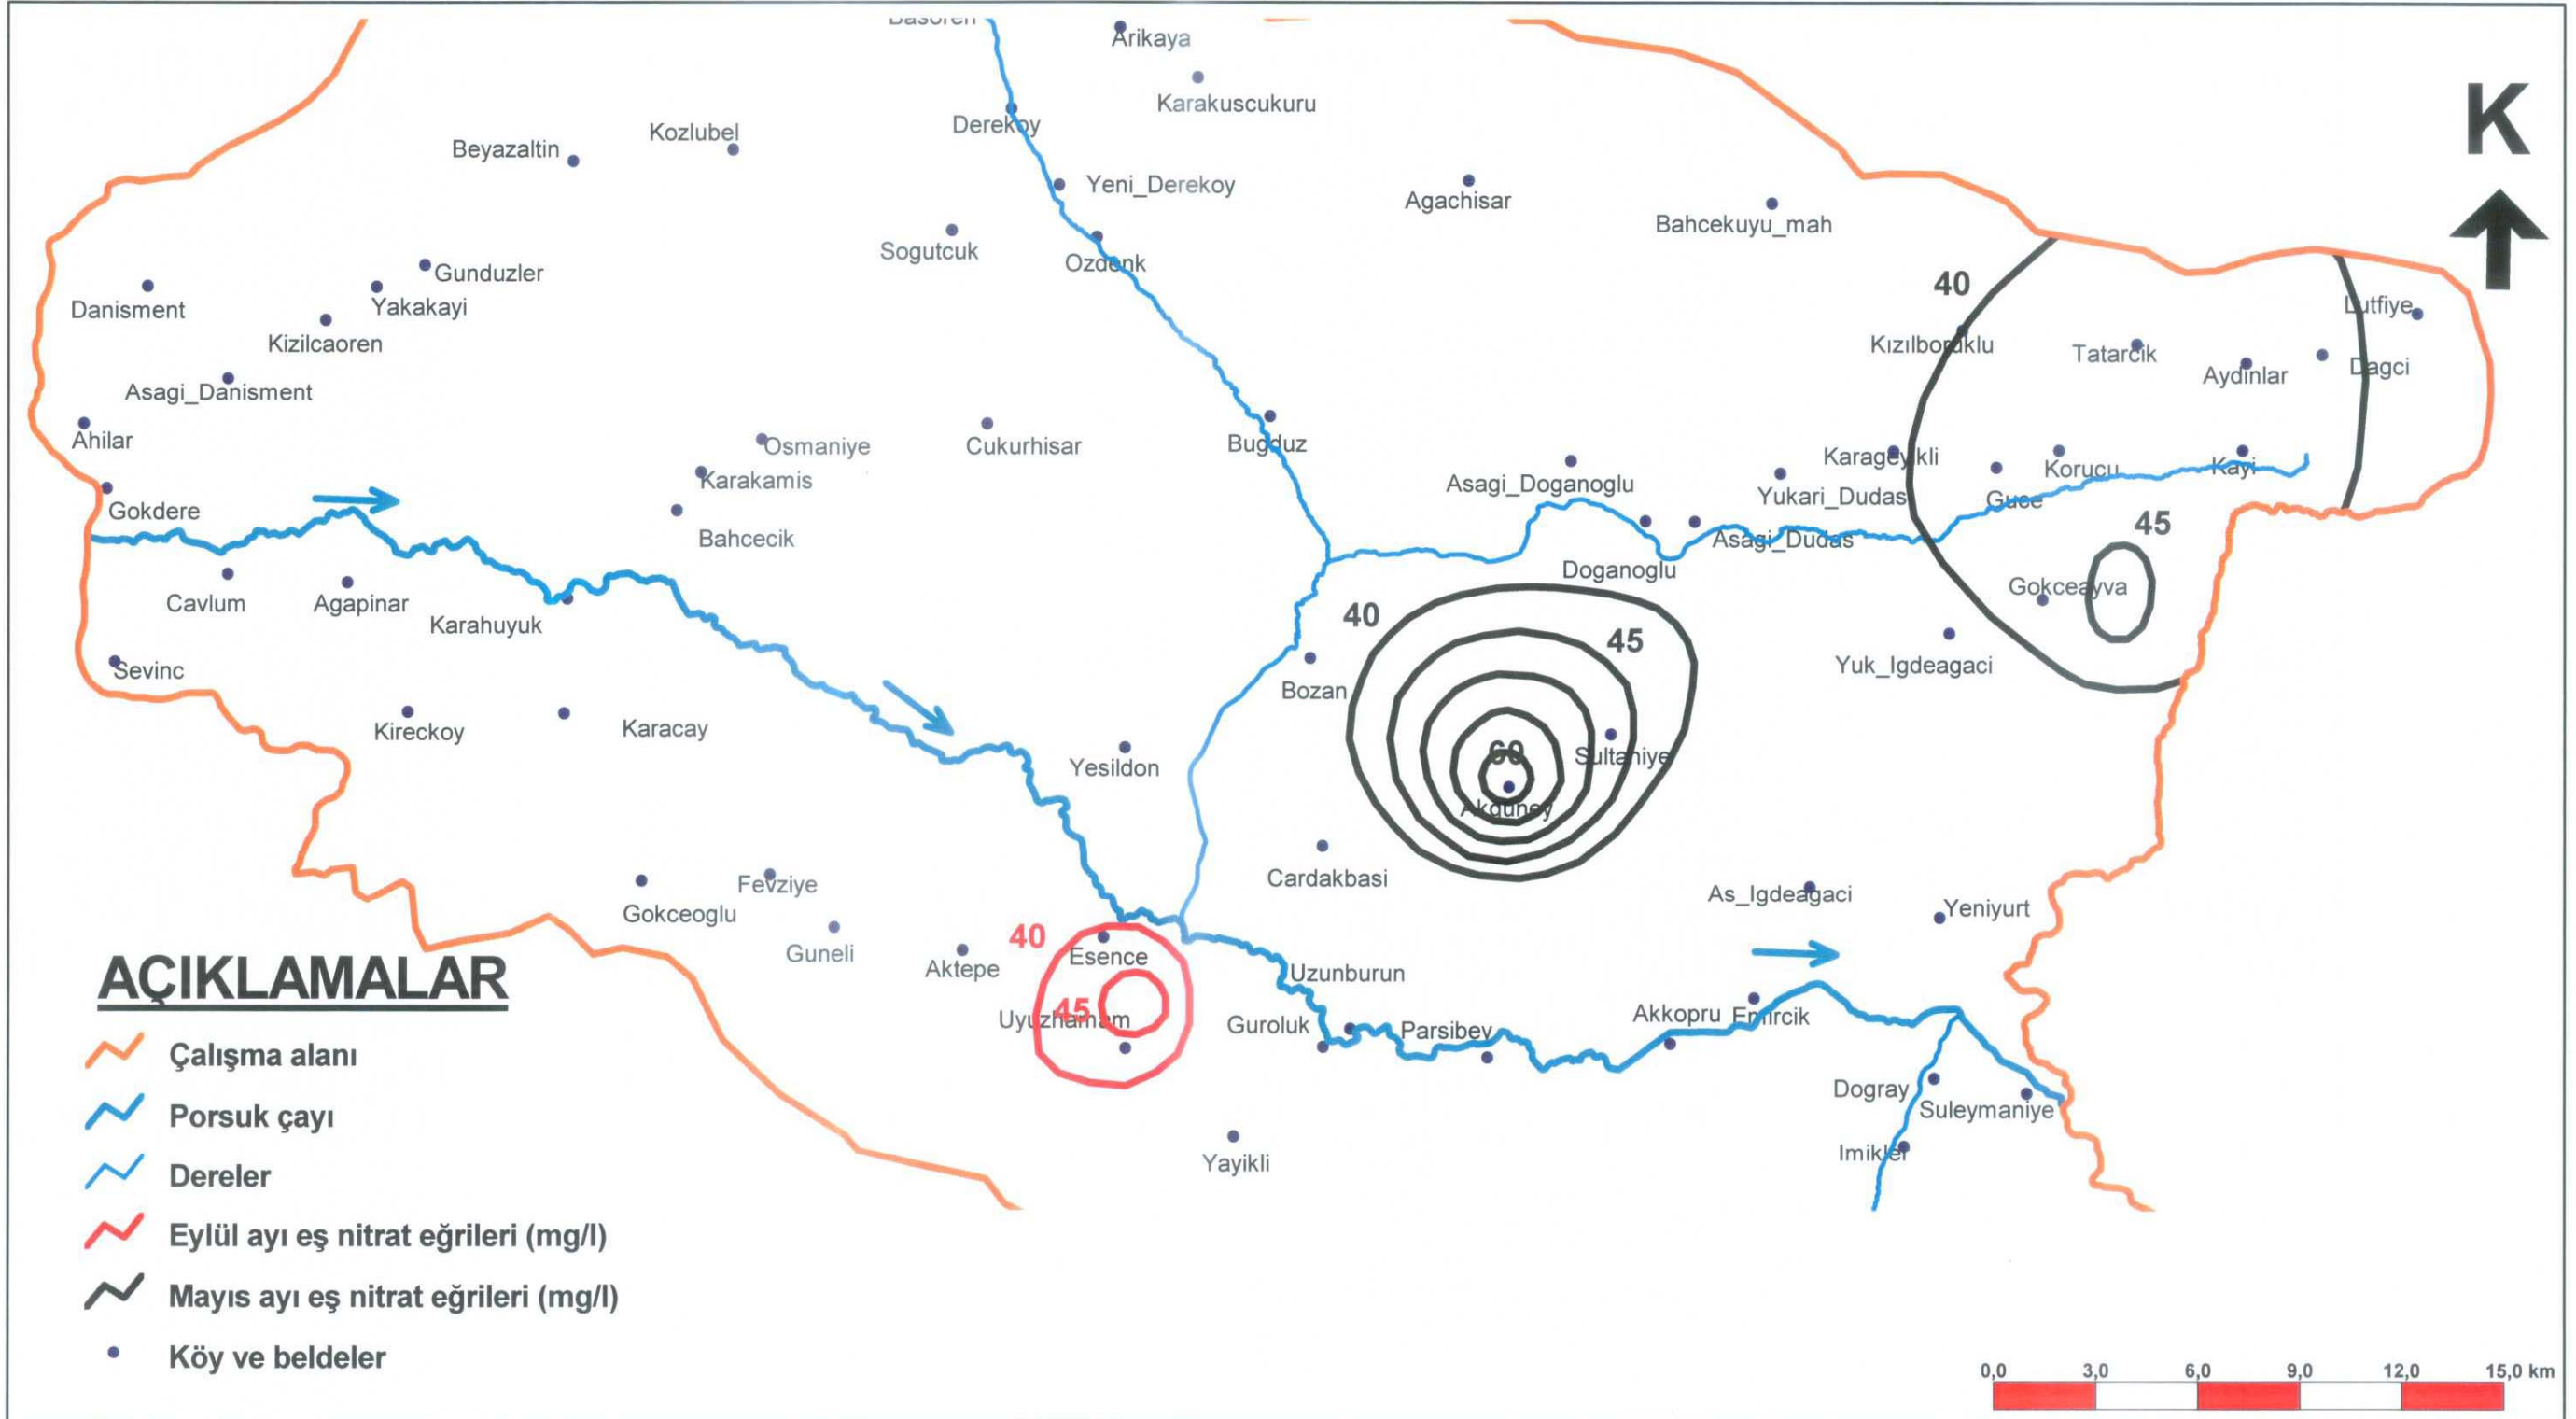 Basoren
Arikaya
Karakuscukuru
Derekoy
Kozlubel
Beyazaltin
Yeni_Derekoy
Agachisar
Bahcekuyu_mah
K
Sogutcuk
Ozdenk
Gunduzler
Danisment
Yakakayi
40
Lutfiye
Kizilcaoren
Kızılborüklu
Tatarcik
Dagci
Aydinlar
Asagi_Danisment
Ahilar
Osmaniye
Cukurhisar
Bugduz
Karageyikli
Korucu
Kayi
Karakamis
Asagi_Doganoglu
Yukari_Dudas
Guce
Gokdere
Bahcecik
Asagi_Dudas
45
Doganoglu
Gokceayva
Cavlum
Agapinar
Karahuyuk
40
45
Sevinc
Bozan
Yuk_Igdeagaci
Kireckoy
Karacay
Yesildon
60
Sultaniye
Akguney
Cardakbasi
Fevziye
Gokceoglu
As_Igdeagaci
Yeniyurt
40
Guneli
Aktepe
Esence
Uzunburun
45
Uyuzhamam
Guroluk
Parsibey
Akkopru
Emircik
Dogray
Suleymaniye
Imikler
Yayikli
AÇIKLAMALAR
Çalışma alanı
Porsuk çayı
Dereler
Eylül ayı eş nitrat eğrileri (mg/l)
Mayıs ayı eş nitrat eğrileri (mg/l)
Köy ve beldeler
0,0 3,0 6,0 9,0 12,0 15,0 km